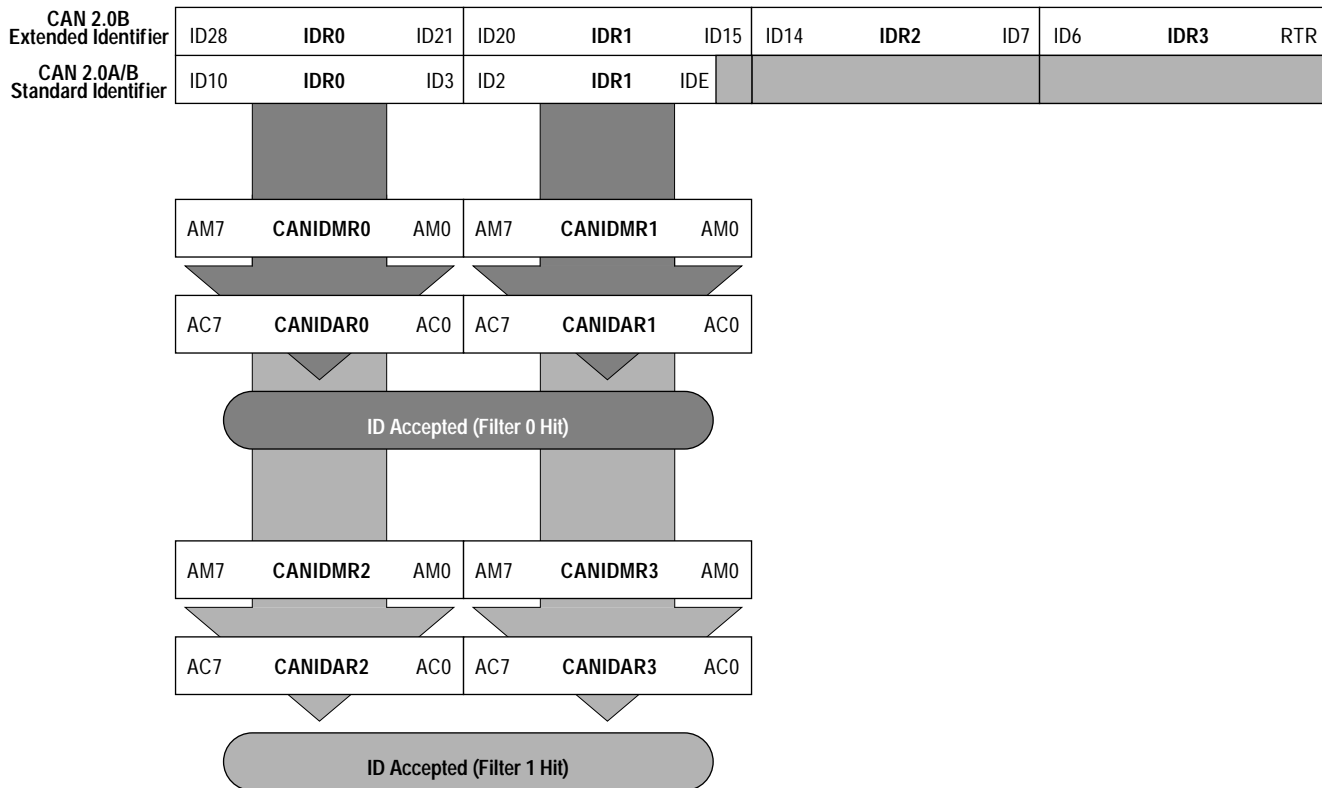 CAN 2.0B
Extended Identifier
ID28 IDR0 ID21 ID20 IDR1 ID15 ID14 IDR2 ID7 ID6 IDR3 RTR
CAN 2.0A/B
Standard Identifier
ID10 IDR0 ID3 ID2 IDR1 IDE
AM7 CANIDMR0 AM0 AM7 CANIDMR1 AM0
AC7 CANIDAR0 AC0 AC7 CANIDAR1 AC0
ID Accepted (Filter 0 Hit)
AM7 CANIDMR2 AM0 AM7 CANIDMR3 AM0
AC7 CANIDAR2 AC0 AC7 CANIDAR3 AC0
ID Accepted (Filter 1 Hit)